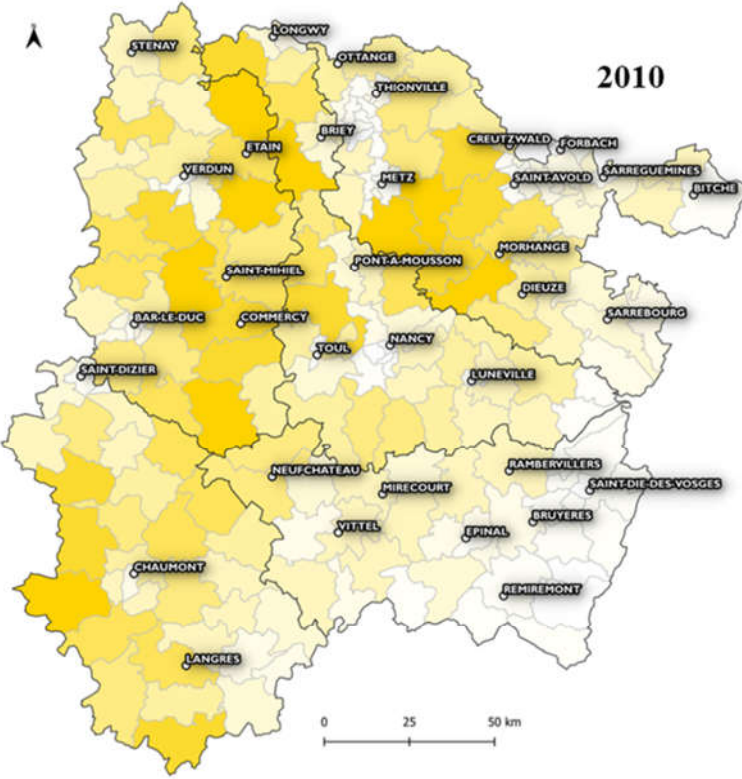 LONGWY
STENAY
OTTANGE
2010
THIONVILLE
BRIEY
CREUTZWALD
FORBACH
ETAIN
VERDUN
METZ
SAINT-AVOLD
SARREGUEMINES
BITCHE
MORHANGE
PONT-A-MOUSSON
SAINT-MIHIEL
DIEUZE
BAR-LE-DUC
COMMERCY
SARREBOURG
TOUL
NANCY
SAINT-DIZIER
LUNEVILLE
NEUFCHATEAU
RAMBERVILLERS
MIRECOURT
SAINT-DIE-DES-VOSGES
VITTEL
BRUYERES
EPINAL
CHAUMONT
REMIREMONT
LANGRES
0 25 50 km